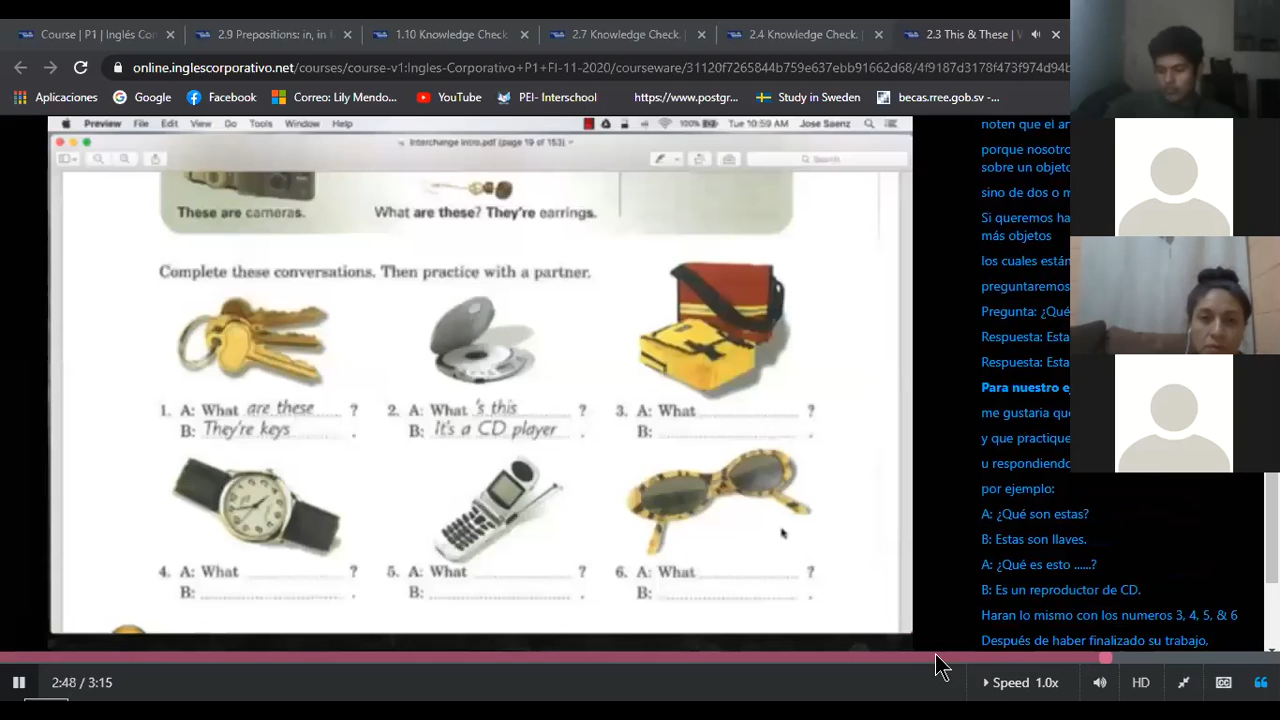 Course | P1 | Inglés Con
2.9 Prepositions: in, in
1.10 Knowledge Check.
2.7 Knowledge Check. |
2.4 Knowledge Check. |
2.3 This & These |
online.inglescorporativo.net/courses/course-v1:Ingles-Corporativo+P1+FI-11-2020/courseware/31120f7265844b759e637ebb91662d68/4f9187d3178f473f974d94b
Aplicaciones
Google
Facebook
Correo: Lily Mendo...
YouTube
PEI- Interschool
https://www.postgr...
Study in Sweden
becas.rree.gob.sv -...
Preview File Edit View Go Tools Window Help
100% Tue 10:59 AM Jose Saenz
Interchange Intro.pdf (page 19 of 153)
Search
These are cameras.
What are these? They're earrings.
Complete these conversations. Then practice with a partner.
1. A: What are these ?
B: They're keys .
2. A: What 's this ?
B: It's a CD player .
3. A: What ?
B: .
4. A: What ?
B: .
5. A: What ?
B: .
6. A: What ?
B: .
noten que el ar
porque nosotro
sobre un objeto
sino de dos o m
Si queremos ha
más objetos
los cuales están
preguntaremos
Pregunta: ¿Qué
Respuesta: Esta
Respuesta: Esta
Para nuestro ej
me gustaria que
y que practique
u respondiendo
por ejemplo:
A: ¿Qué son estas?
B: Estas son llaves.
A: ¿Qué es esto ......?
B: Es un reproductor de CD.
Haran lo mismo con los numeros 3, 4, 5, & 6
Después de haber finalizado su trabajo,
2:48 / 3:15
Speed 1.0x
HD
CC